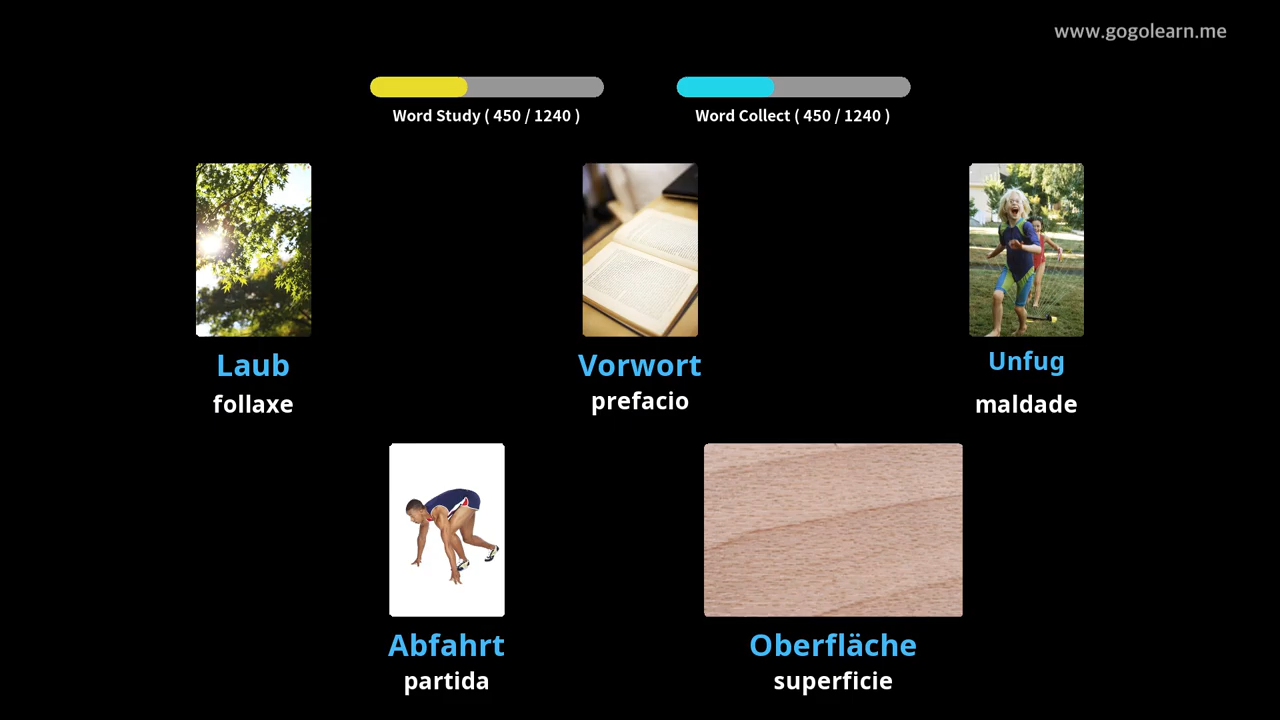 www.gogolearn.me
Word Study ( 450 / 1240 )
Word Collect ( 450 / 1240 )
Laub
follaxe
Vorwort
prefacio
Unfug
maldade
Abfahrt
partida
Oberfläche
superficie